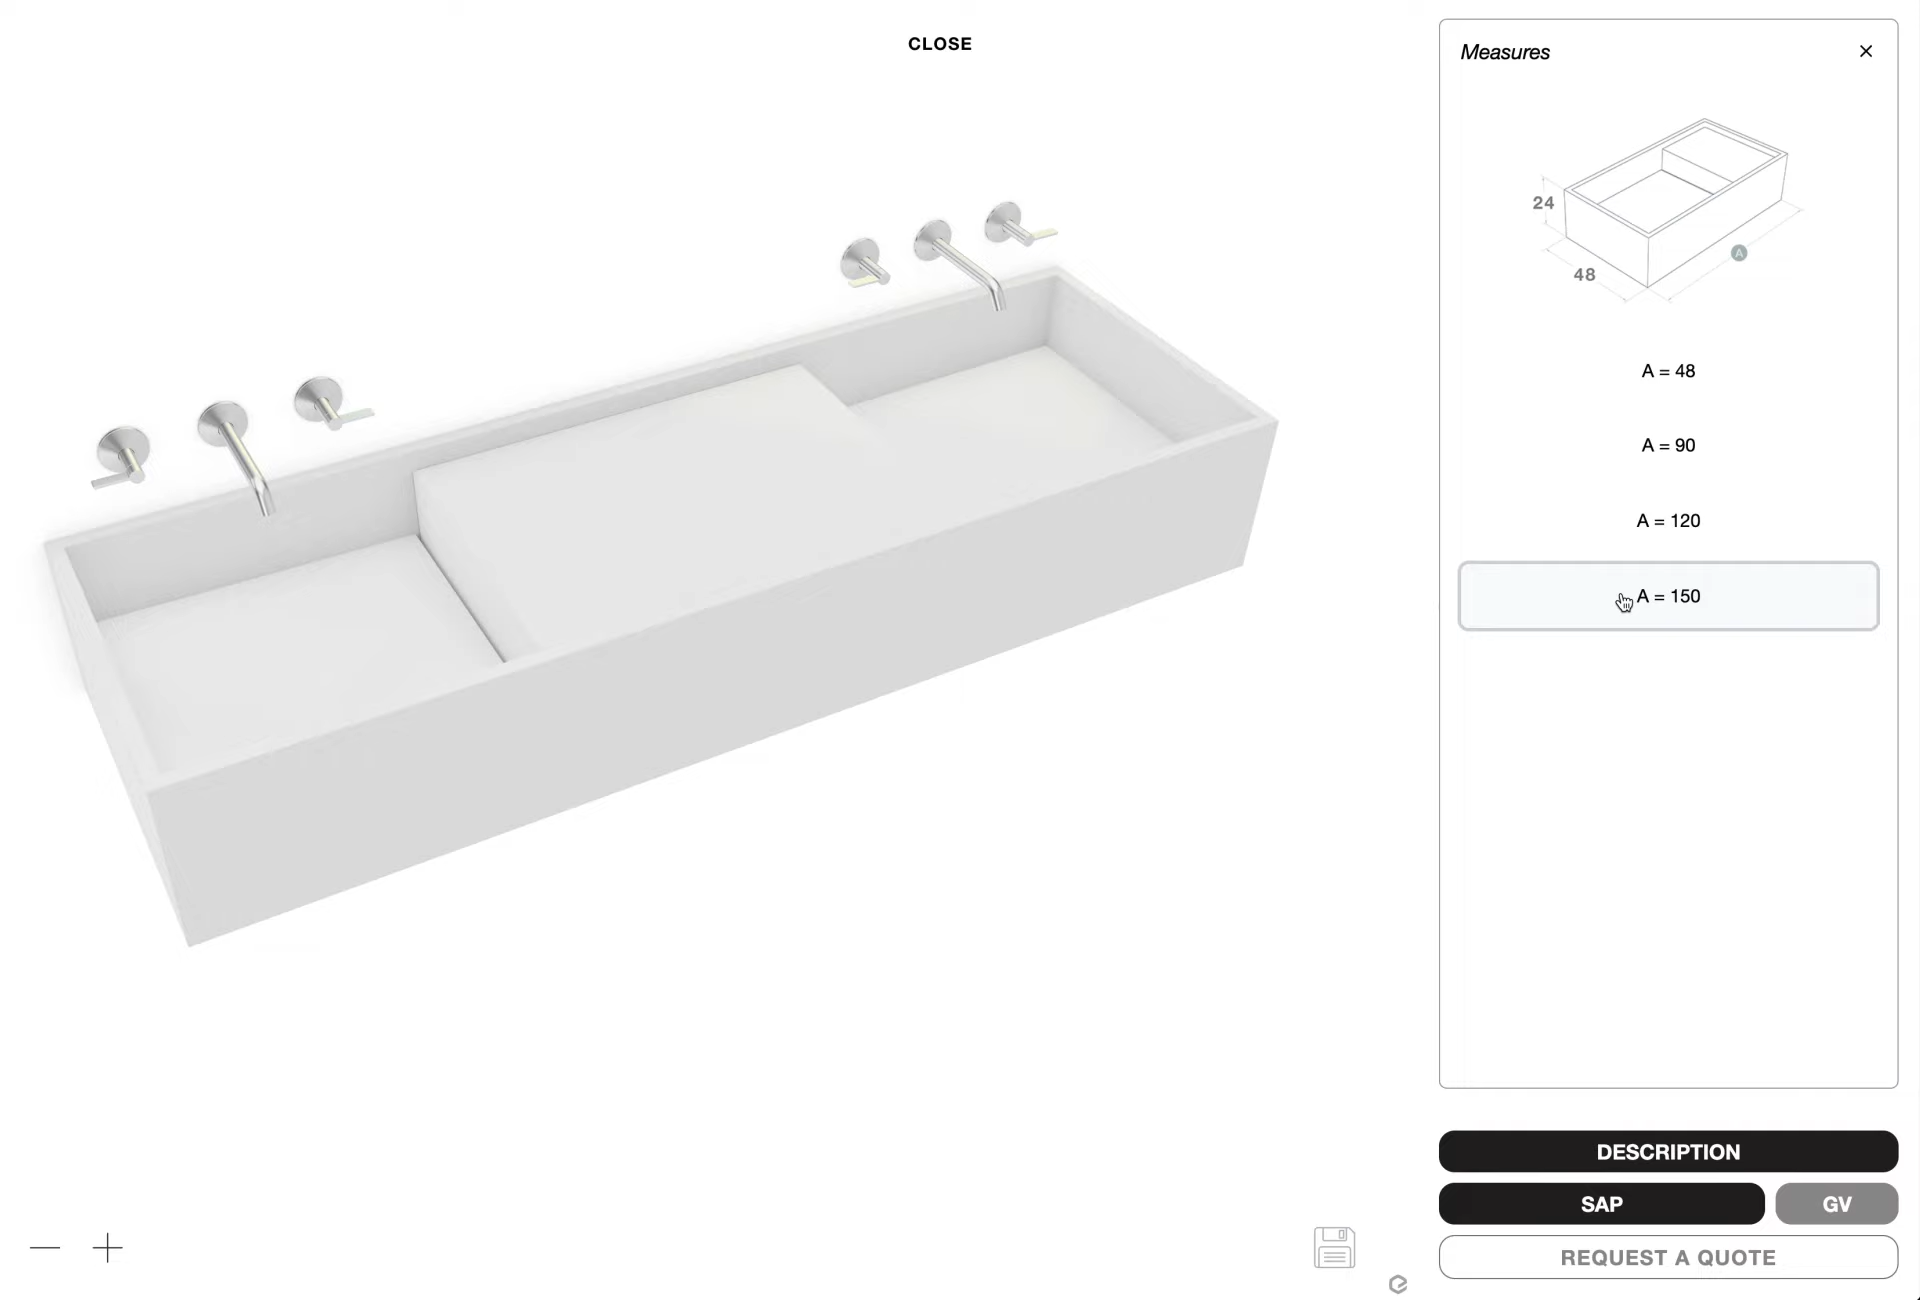 CLOSE
Measures
24
48
A
A = 48
A = 90
A = 120
A = 150
DESCRIPTION
SAP
GV
REQUEST A QUOTE